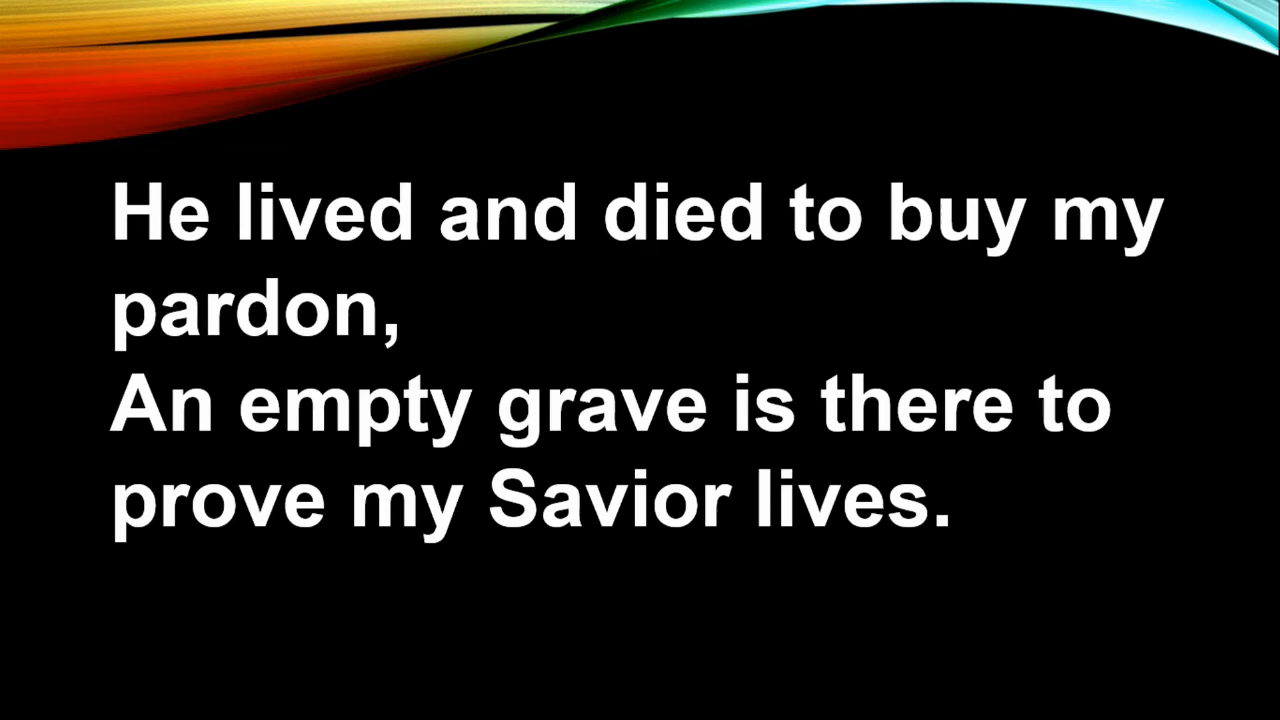 He lived and died to buy my
pardon,
An empty grave is there to
prove my Savior lives.